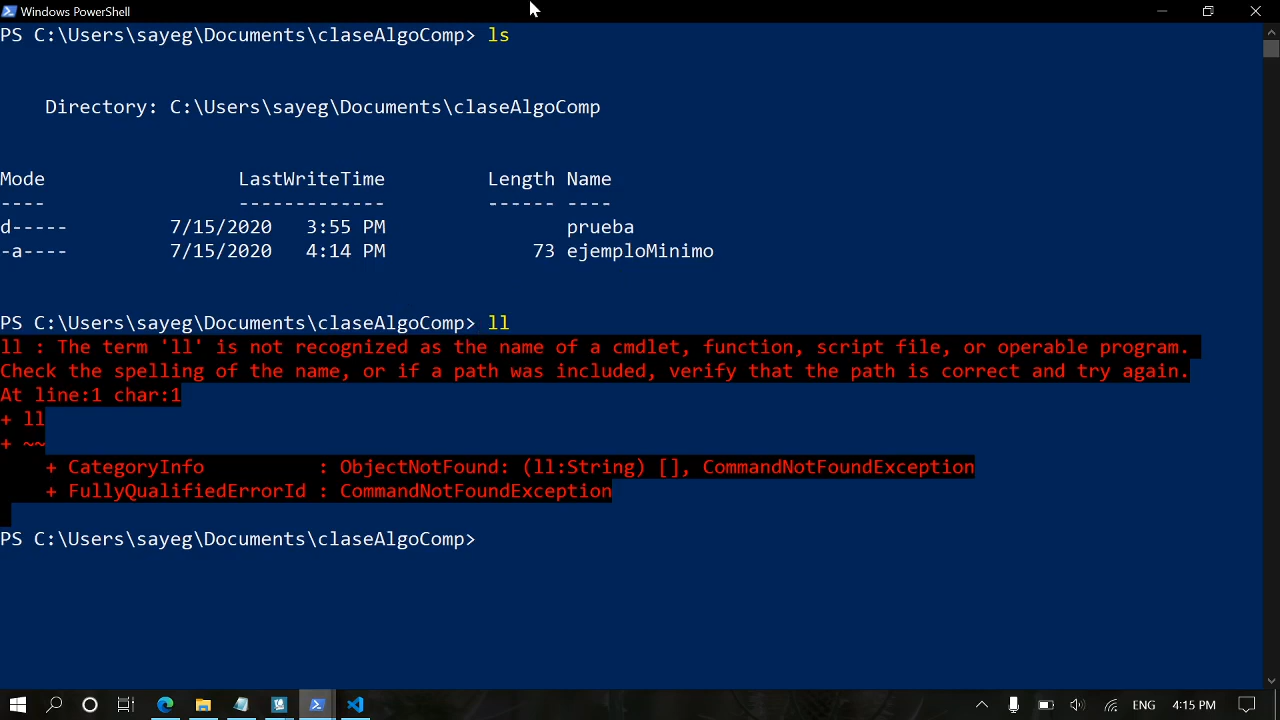 Windows PowerShell
PS C:\Users\sayeg\Documents\claseAlgoComp> ls
    Directory: C:\Users\sayeg\Documents\claseAlgoComp
Mode                 LastWriteTime         Length Name
----                 -------------         ------ ----
d-----         7/15/2020   3:55 PM                prueba
-a----         7/15/2020   4:14 PM             73 ejemploMinimo
PS C:\Users\sayeg\Documents\claseAlgoComp> ll
ll : The term 'll' is not recognized as the name of a cmdlet, function, script file, or operable program.
Check the spelling of the name, or if a path was included, verify that the path is correct and try again.
At line:1 char:1
+ ll
+ ~~
    + CategoryInfo          : ObjectNotFound: (ll:String) [], CommandNotFoundException
    + FullyQualifiedErrorId : CommandNotFoundException
PS C:\Users\sayeg\Documents\claseAlgoComp>
ENG 4:15 PM